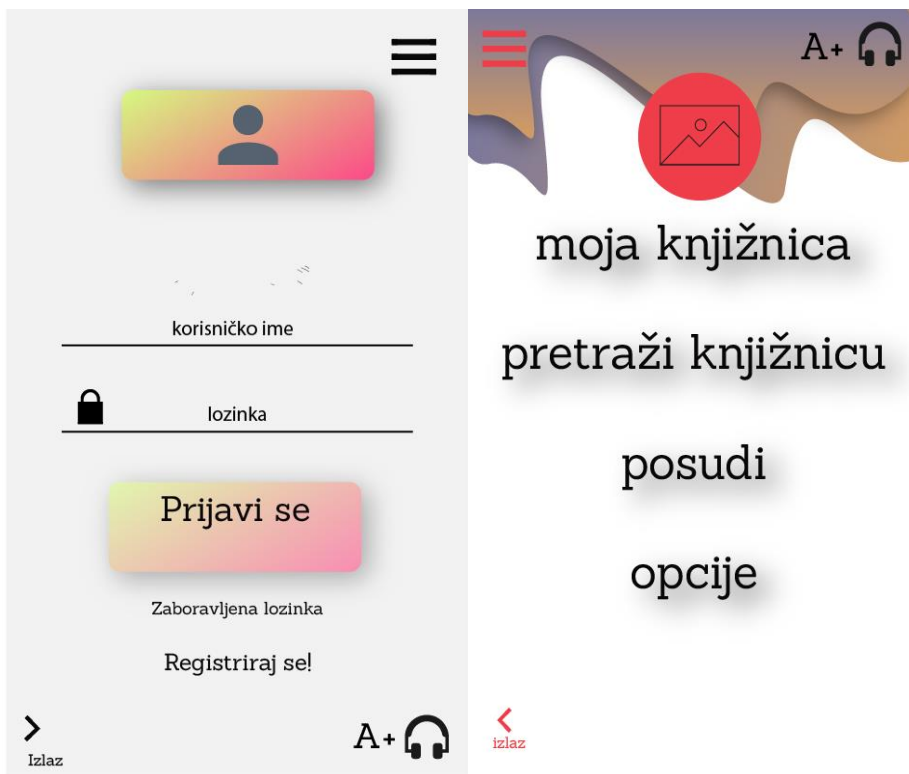 korisničko ime
lozinka
Prijavi se
Zaboravljena lozinka
Registriraj se!
Izlaz
A+
A+
moja knjižnica
pretraži knjižnicu
posudi
opcije
izlaz